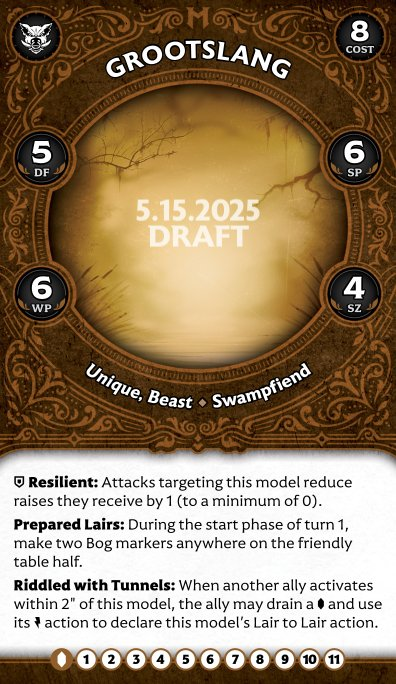 8
COST
GROOTSLANG
5
DF
6
SP
5.15.2025
DRAFT
6
WP
4
SZ
Unique, Beast ◆ Swampfiend
Resilient: Attacks targeting this model reduce
raises they receive by 1 (to a minimum of 0).
Prepared Lairs: During the start phase of turn 1,
make two Bog markers anywhere on the friendly
table half.
Riddled with Tunnels: When another ally activates
within 2" of this model, the ally may drain a and use
its action to declare this model's Lair to Lair action.
1 2 3 4 5 6 7 8 9 10 11